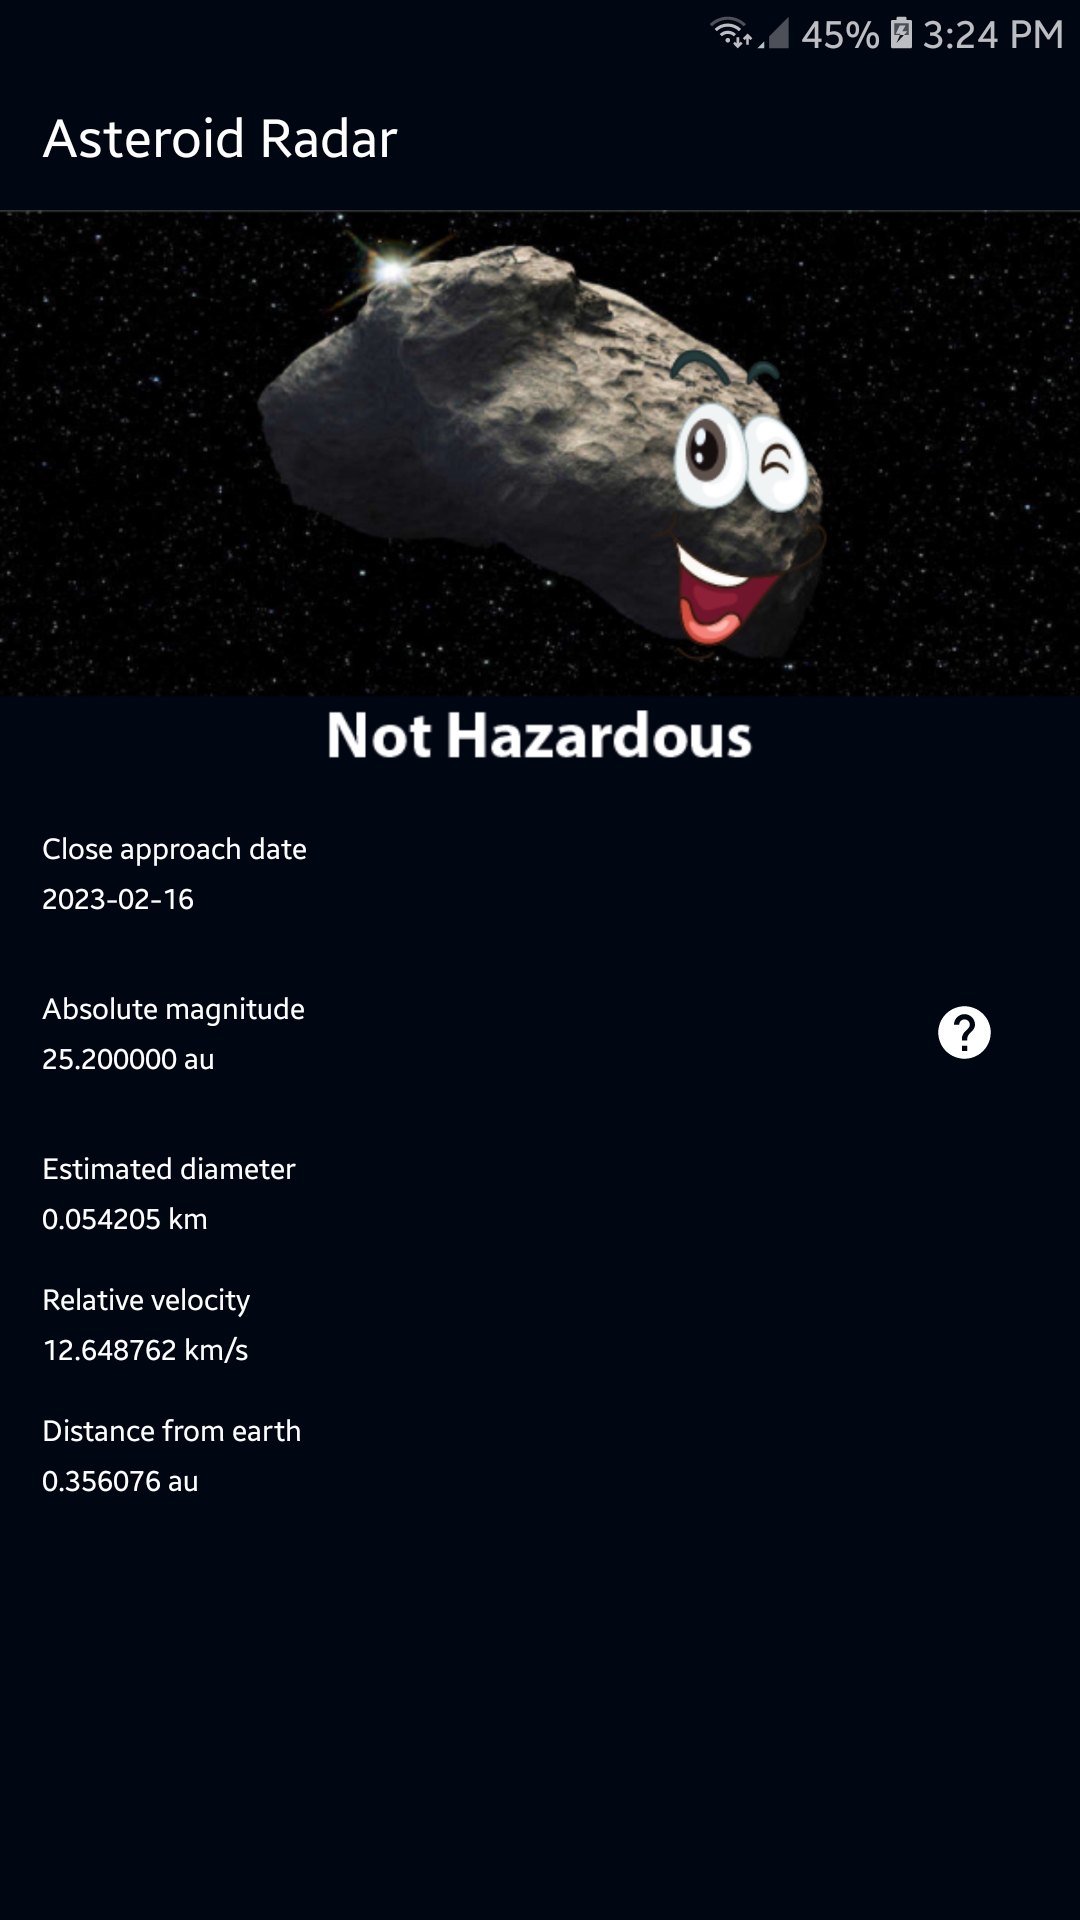 45% 3:24 PM
Asteroid Radar
Not Hazardous
Close approach date
2023-02-16
Absolute magnitude
25.200000 au
?
Estimated diameter
0.054205 km
Relative velocity
12.648762 km/s
Distance from earth
0.356076 au